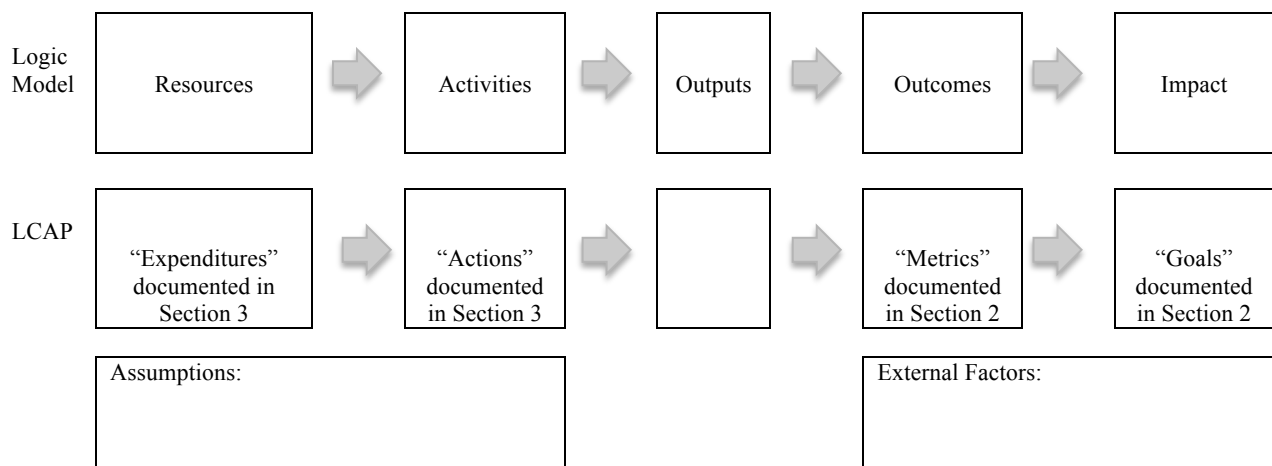 Logic
Model
Resources
Activities
Outputs
Outcomes
Impact
LCAP
“Expenditures”
documented in
Section 3
“Actions”
documented
in Section 3
“Metrics”
documented
in Section 2
“Goals”
documented
in Section 2
Assumptions:
External Factors: